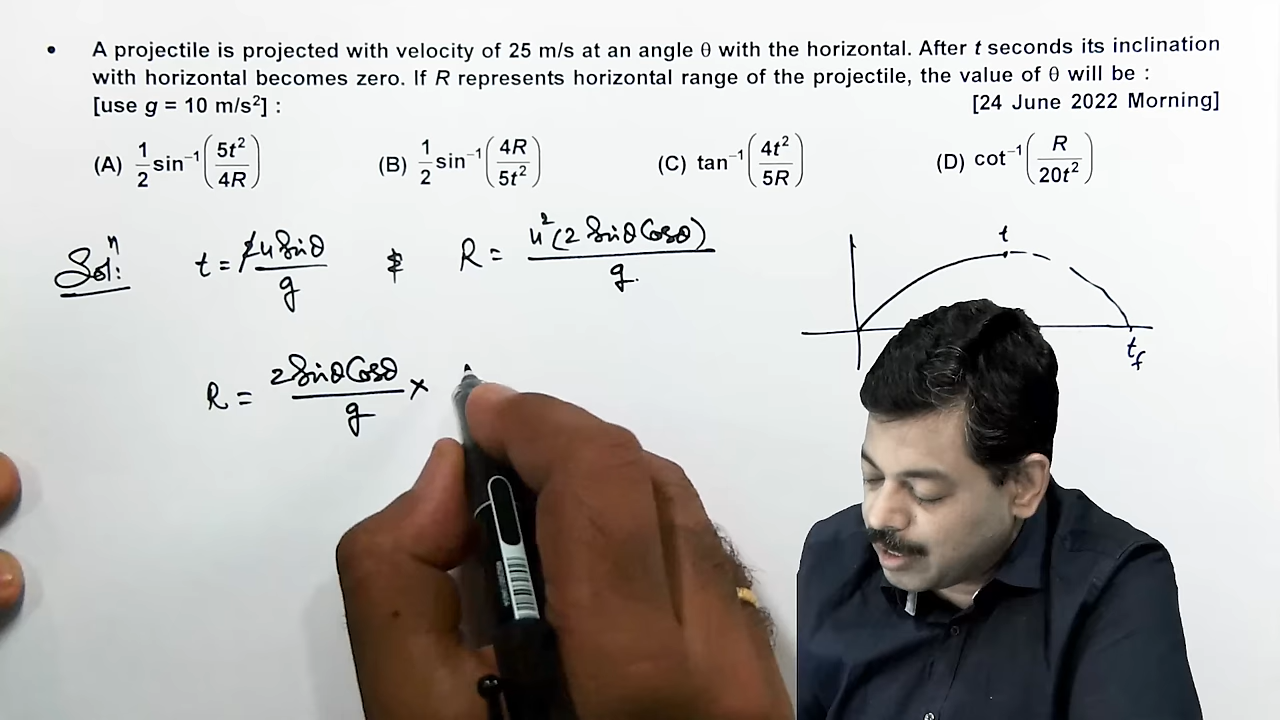 • A projectile is projected with velocity of 25 m/s at an angle θ with the horizontal. After t seconds its inclination
with horizontal becomes zero. If R represents horizontal range of the projectile, the value of θ will be :
[use g = 10 m/s²] : [24 June 2022 Morning]
(A) 1/2 sin⁻¹(5t²/4R) (B) 1/2 sin⁻¹(4R/5t²) (C) tan⁻¹(4t²/5R) (D) cot⁻¹(R/20t²)
Solⁿ: t = u Sinθ/g & R = u²(2 Sinθ Cosθ)/g.
t
t_f
R = 2 Sinθ Cosθ/g ×